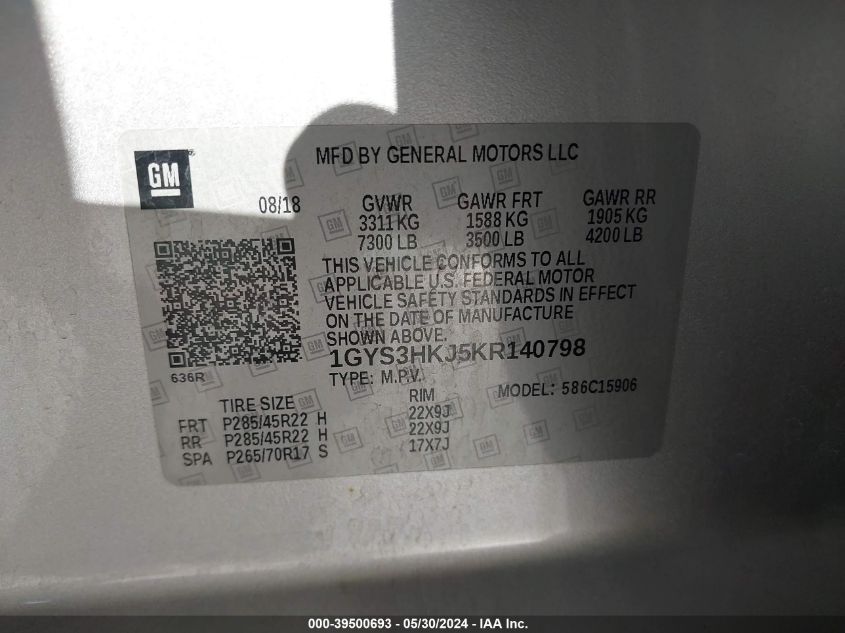 GM
MFD BY GENERAL MOTORS LLC
08/18 GVWR GAWR FRT GAWR RR
3311 KG 1588 KG 1905 KG
7300 LB 3500 LB 4200 LB
THIS VEHICLE CONFORMS TO ALL
APPLICABLE U.S. FEDERAL MOTOR
VEHICLE SAFETY STANDARDS IN EFFECT
ON THE DATE OF MANUFACTURE
SHOWN ABOVE.
1GYS3HKJ5KR140798
636R
TYPE: M.P.V. MODEL: 586C15906
TIRE SIZE RIM
FRT P285/45R22 H 22X9J
RR P285/45R22 H 22X9J
SPA P265/70R17 S 17X7J
000-39500693 - 05/30/2024 - IAA Inc.